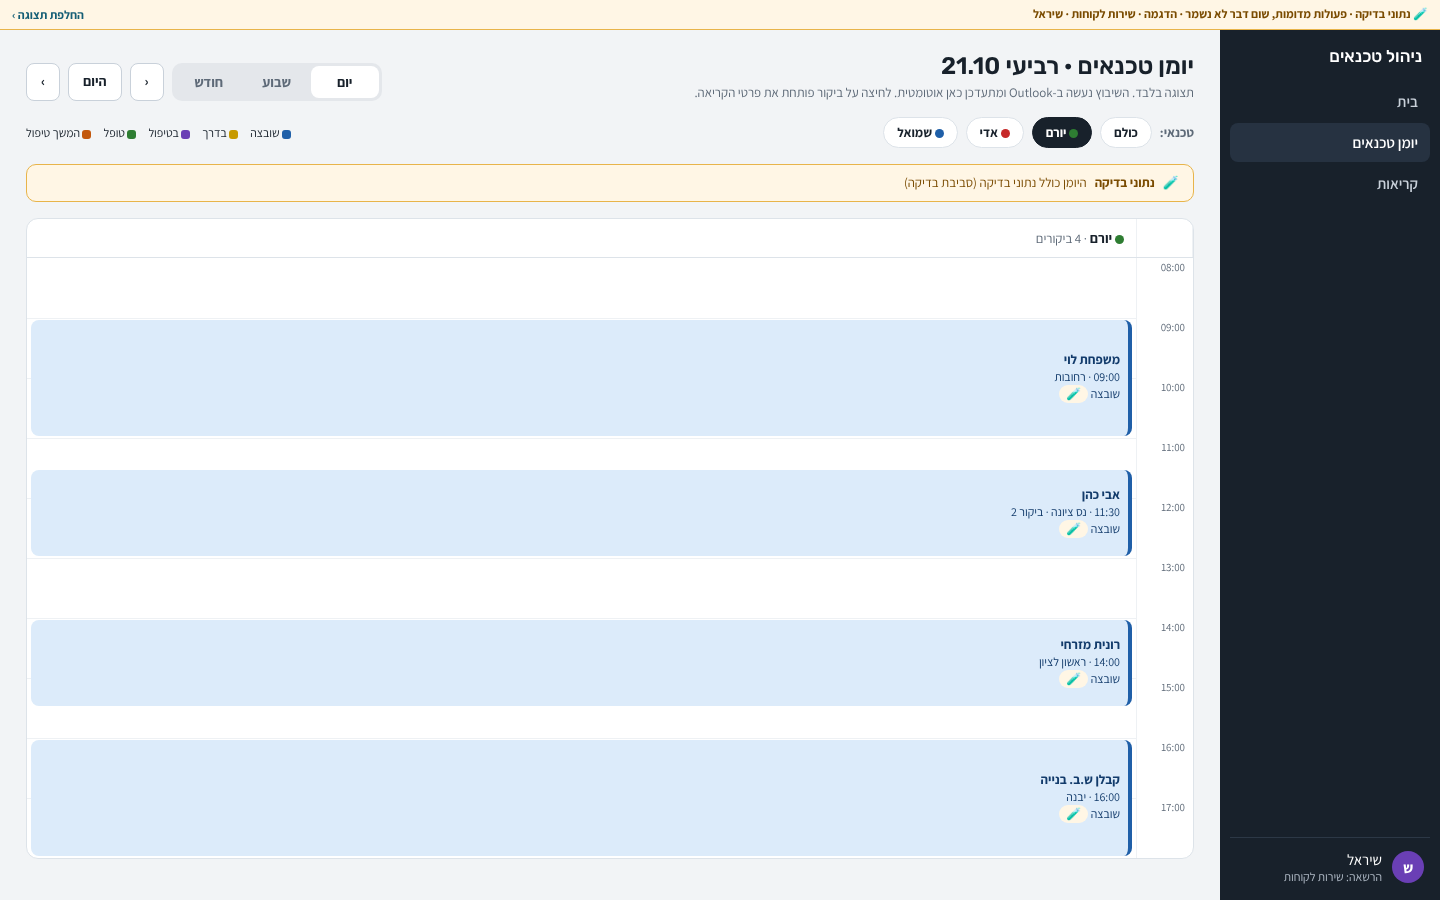 🧪 נתוני בדיקה · פעולות מדומות, שום דבר לא נשמר · הדגמה · שירות לקוחות · שיראל
החלפת תצוגה ›
ניהול טכנאים
בית
יומן טכנאים
קריאות
יומן טכנאים • רביעי 21.10
תצוגה בלבד. השיבוץ נעשה ב-Outlook ומתעדכן כאן אוטומטית. לחיצה על ביקור פותחת את פרטי הקריאה.
יום שבוע חודש
‹ היום ›
טכנאי: כולם יורם אדי שמואל
שובצה בדרך בטיפול טופל המשך טיפול
🧪 נתוני בדיקה היומן כולל נתוני בדיקה (סביבת בדיקה)
יורם · 4 ביקורים
08:00
09:00
משפחת לוי
09:00 · רחובות
שובצה 🧪
10:00
11:00
אבי כהן
11:30 · נס ציונה · ביקור 2
שובצה 🧪
12:00
13:00
14:00
רונית מזרחי
14:00 · ראשון לציון
שובצה 🧪
15:00
16:00
קבלן ש.ב. בנייה
16:00 · יבנה
שובצה 🧪
17:00
ש
שיראל
הרשאה: שירות לקוחות